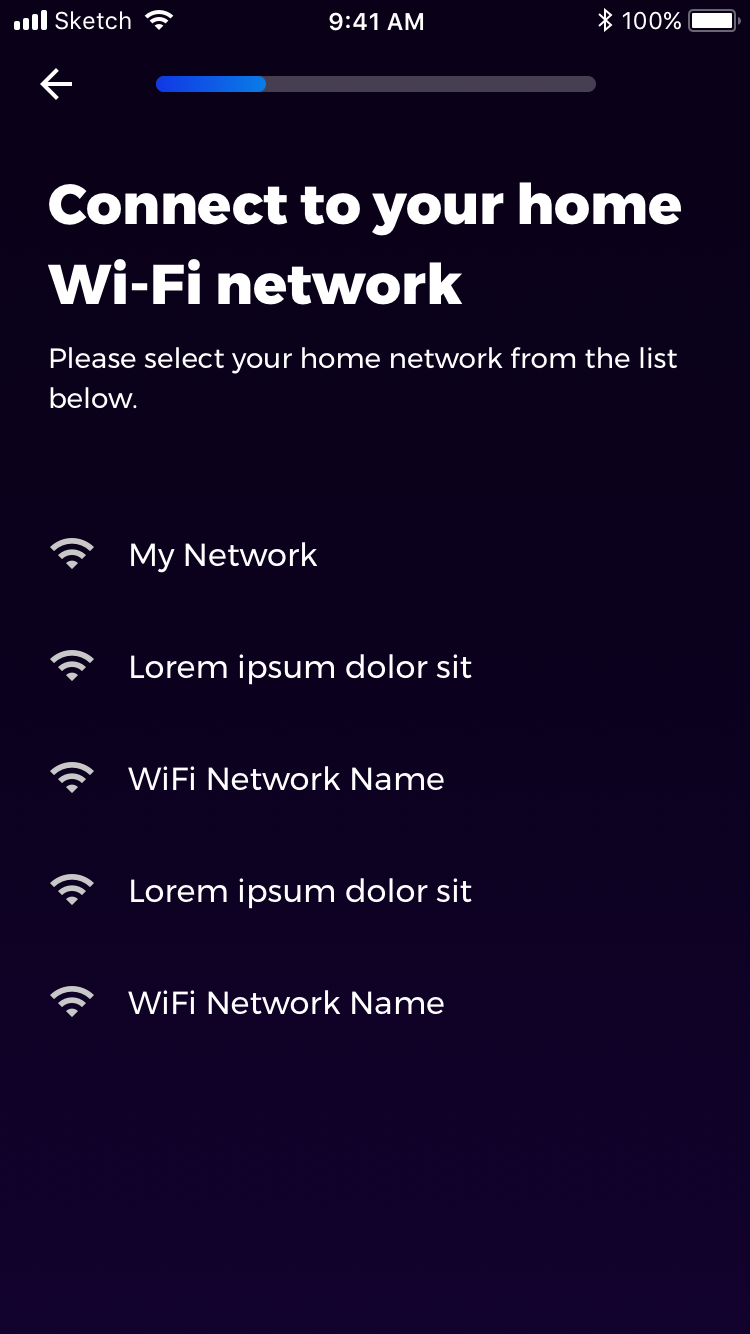 Sketch 9:41 AM 100%
Connect to your home
Wi-Fi network
Please select your home network from the list
below.
My Network
Lorem ipsum dolor sit
WiFi Network Name
Lorem ipsum dolor sit
WiFi Network Name